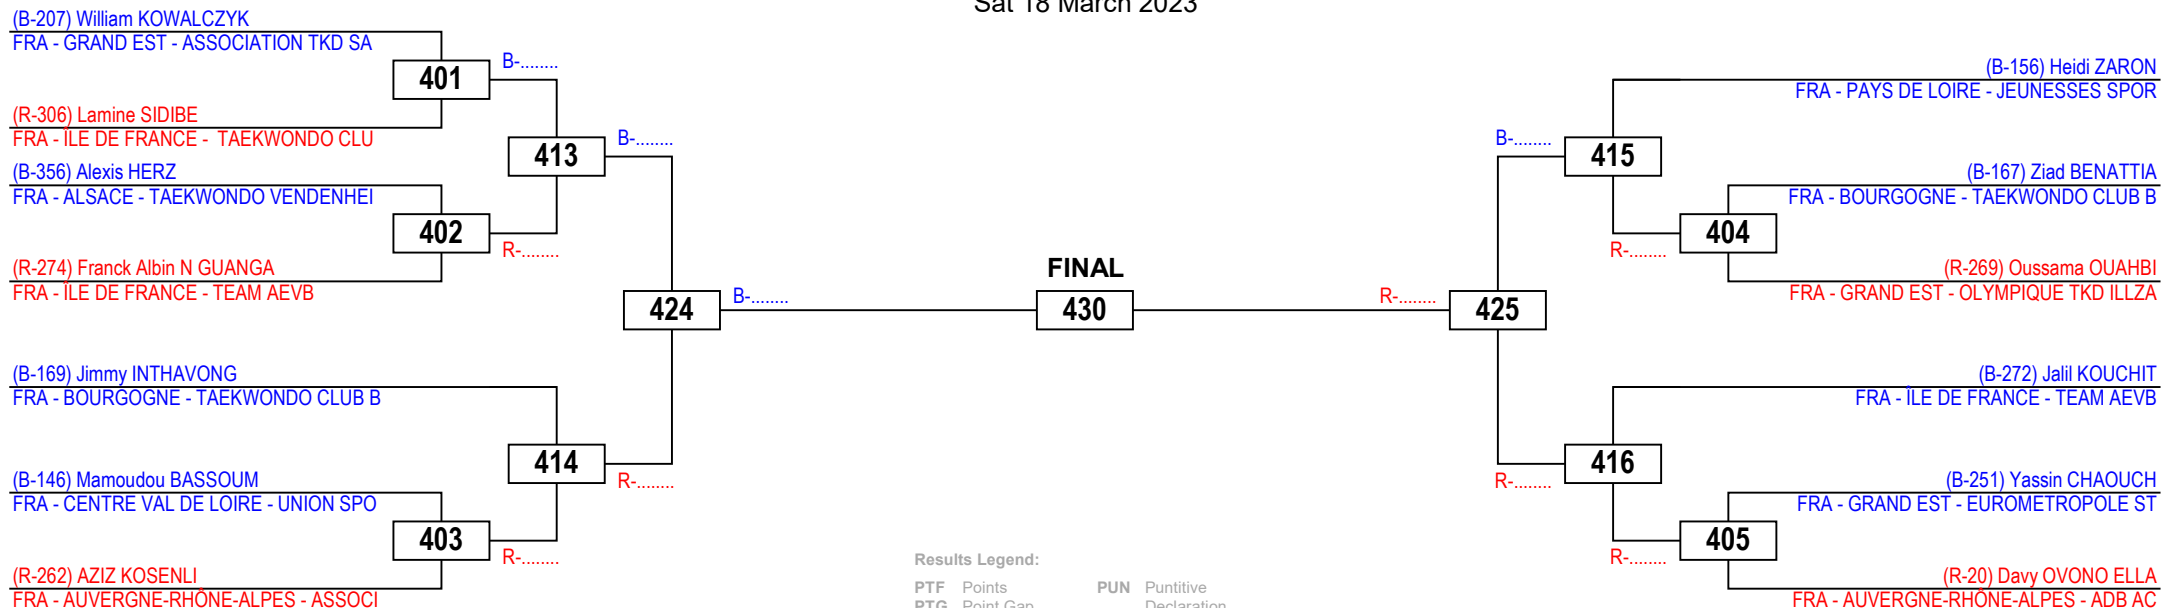 Sat 18 March 2023
(B-207) William KOWALCZYK
FRA - GRAND EST - ASSOCIATION TKD SA
401
B-........
(R-306) Lamine SIDIBE
FRA - ÎLE DE FRANCE - TAEKWONDO CLU
413
B-........
(B-356) Alexis HERZ
FRA - ALSACE - TAEKWONDO VENDENHEI
402
R-........
(R-274) Franck Albin N GUANGA
FRA - ÎLE DE FRANCE - TEAM AEVB
424
B-........
(B-169) Jimmy INTHAVONG
FRA - BOURGOGNE - TAEKWONDO CLUB B
414
R-........
(B-146) Mamoudou BASSOUM
FRA - CENTRE VAL DE LOIRE - UNION SPO
403
R-........
(R-262) AZIZ KOSENLI
FRA - AUVERGNE-RHÔNE-ALPES - ASSOCI
FINAL
430
(B-156) Heidi ZARON
FRA - PAYS DE LOIRE - JEUNESSES SPOR
B-........
415
(B-167) Ziad BENATTIA
FRA - BOURGOGNE - TAEKWONDO CLUB B
404
R-........
(R-269) Oussama OUAHBI
FRA - GRAND EST - OLYMPIQUE TKD ILLZA
R-........
425
(B-272) Jalil KOUCHIT
FRA - ÎLE DE FRANCE - TEAM AEVB
416
R-........
(B-251) Yassin CHAOUCH
FRA - GRAND EST - EUROMETROPOLE ST
405
R-........
(R-20) Davy OVONO ELLA
FRA - AUVERGNE-RHÔNE-ALPES - ADB AC
Results Legend:
PTF Points
PUN Puntitive
PTG Point Gap
Declaration